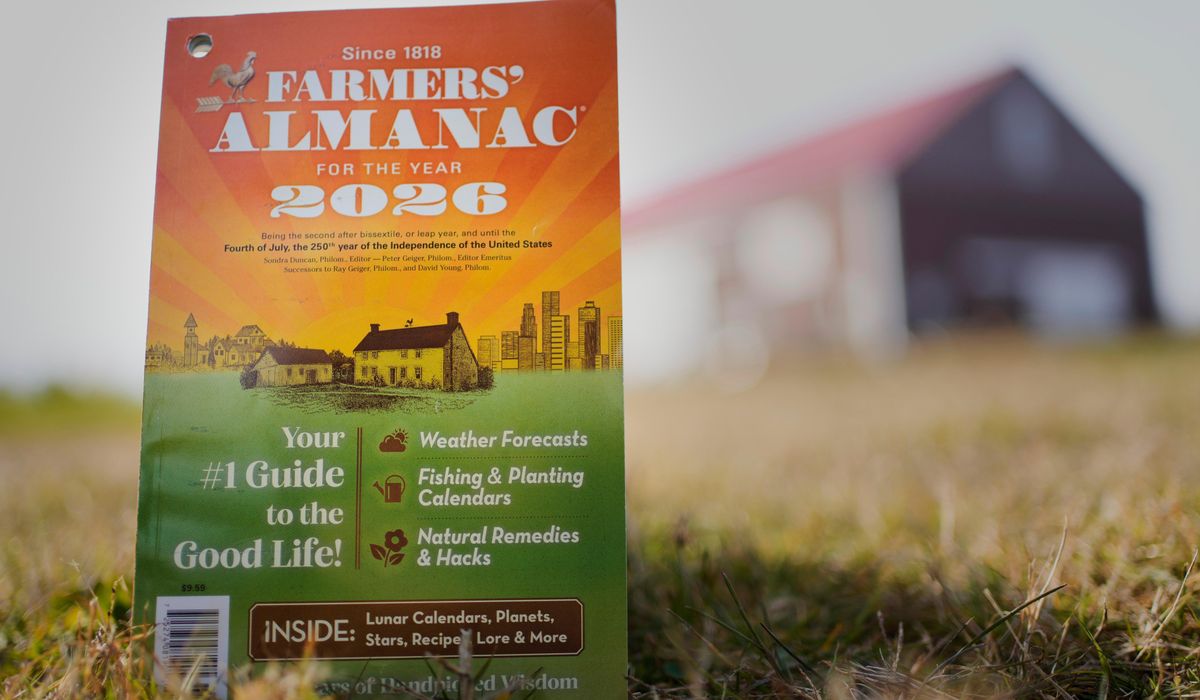 Since 1818
FARMERS'
ALMANAC
FOR THE YEAR
2026
Being the second after bissextile, or leap year, and until the
Fourth of July, the 250th year of the Independence of the United States
Sondra Duncan, Philom., Editor — Peter Geiger, Philom., Editor Emeritus
Successors to Ray Geiger, Philom., and David Young, Philom.
Your
#1 Guide
to the
Good Life!
Weather Forecasts
Fishing & Planting
Calendars
Natural Remedies
& Hacks
$9.59
INSIDE:
Lunar Calendars, Planets,
Stars, Recipes, Lore & More
of Handpicked Wisdom